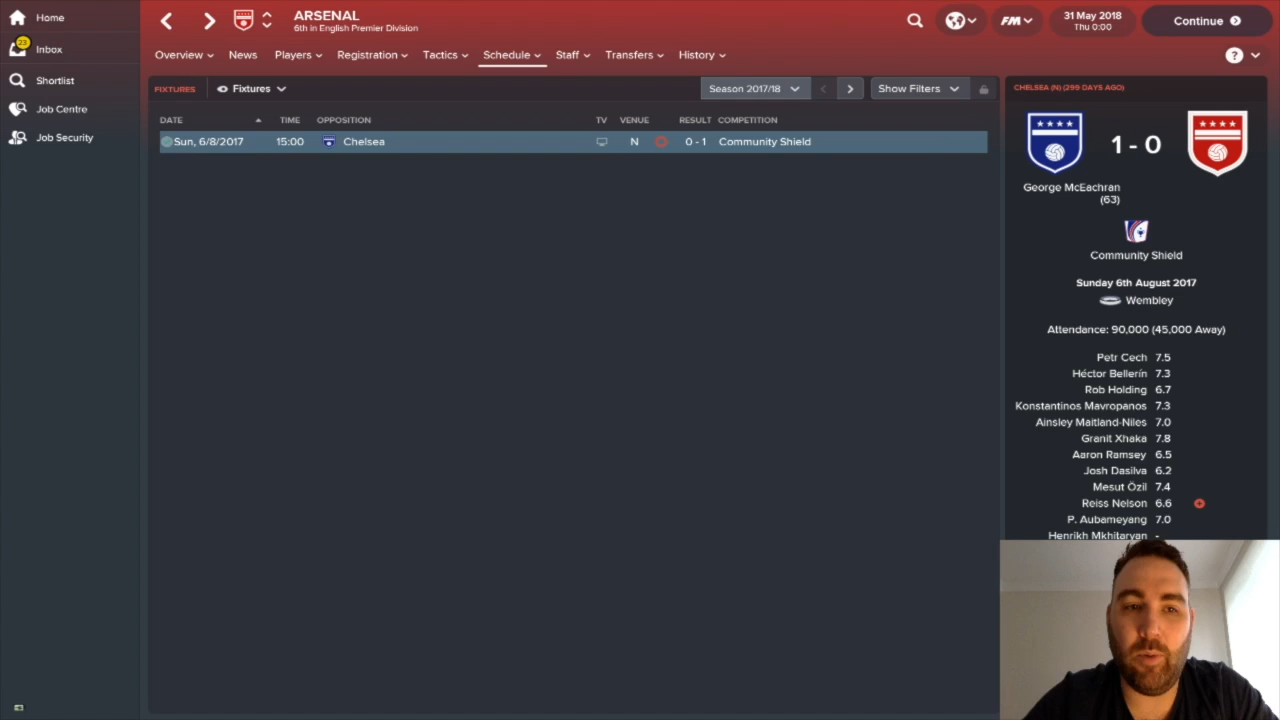 Home
23
Inbox
Shortlist
Job Centre
Job Security
ARSENAL
6th in English Premier Division
FM
31 May 2018
Thu 0:00
Continue
Overview
News
Players
Registration
Tactics
Schedule
Staff
Transfers
History
?
FIXTURES
Fixtures
Season 2017/18
Show Filters
DATE TIME OPPOSITION TV VENUE RESULT COMPETITION
Sun, 6/8/2017 15:00 Chelsea N 0 - 1 Community Shield
CHELSEA (N) (299 DAYS AGO)
1 - 0
George McEachran
(63)
Community Shield
Sunday 6th August 2017
Wembley
Attendance: 90,000 (45,000 Away)
Petr Cech 7.5
Héctor Bellerín 7.3
Rob Holding 6.7
Konstantinos Mavropanos 7.3
Ainsley Maitland-Niles 7.0
Granit Xhaka 7.8
Aaron Ramsey 6.5
Josh Dasilva 6.2
Mesut Özil 7.4
Reiss Nelson 6.6
P. Aubameyang 7.0
Henrikh Mkhitaryan -